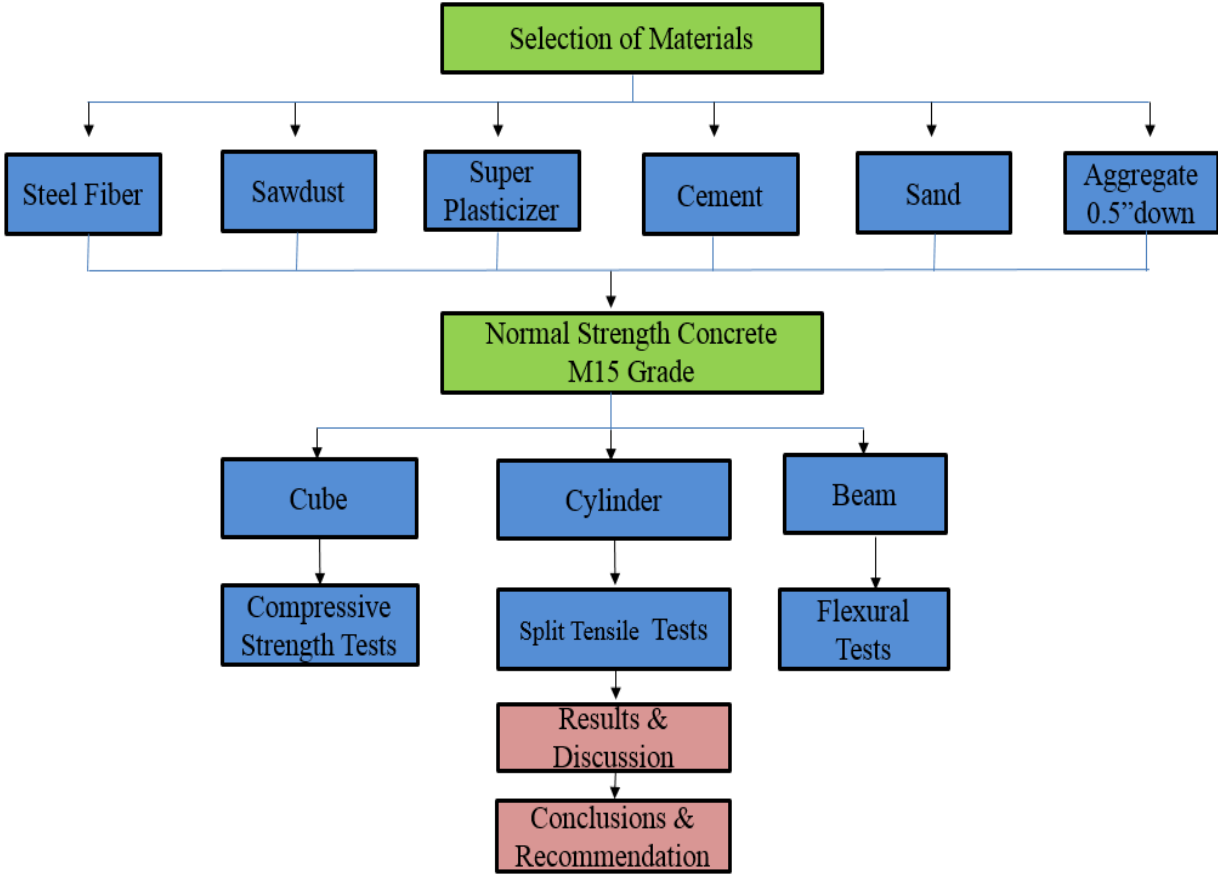 Selection of Materials
Steel Fiber
Sawdust
Super
Plasticizer
Cement
Sand
Aggregate
0.5”down
Normal Strength Concrete
M15 Grade
Cube
Cylinder
Beam
Compressive
Strength Tests
Split Tensile Tests
Flexural
Tests
Results &
Discussion
Conclusions &
Recommendation